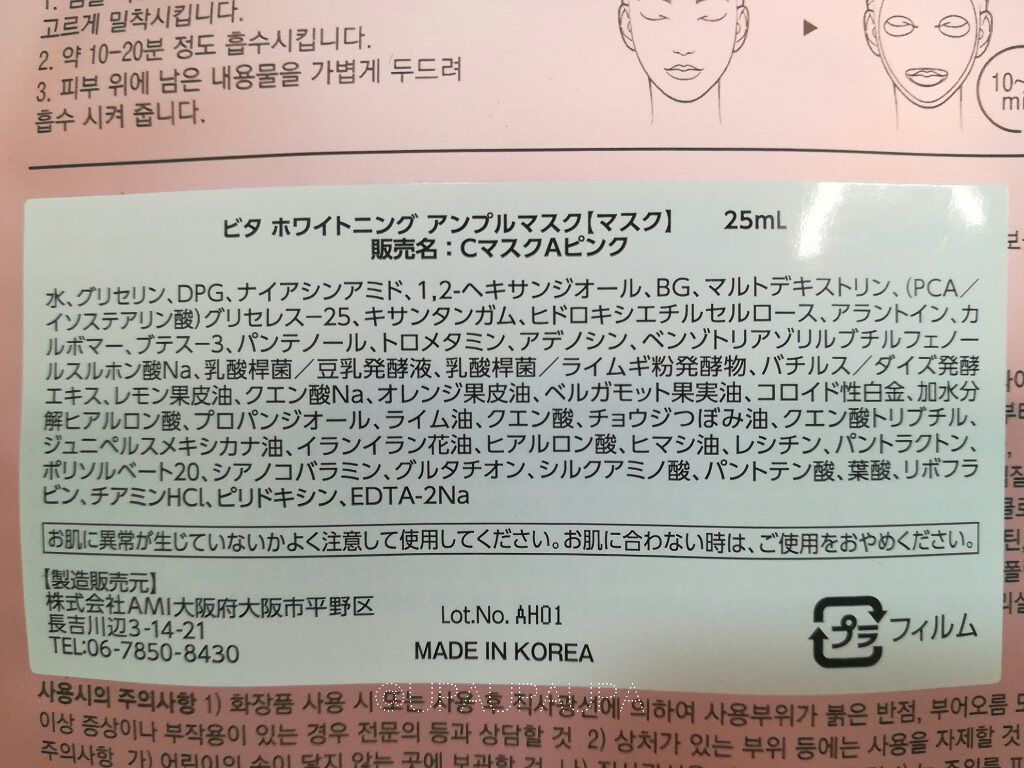 고르게 밀착시킵니다.
2. 약 10-20분 정도 흡수시킵니다.
3. 피부 위에 남은 내용물을 가볍게 두드려
흡수 시켜 줍니다.
10~
mi
ビタ ホワイトニング アンプルマスク【マスク】 25mL
販売名：CマスクAピンク
水、グリセリン、DPG、ナイアシンアミド、1,2-ヘキサンジオール、BG、マルトデキストリン、(PCA／
イソステアリン酸)グリセレス-25、キサンタンガム、ヒドロキシエチルセルロース、アラントイン、カ
ルボマー、ブテス-3、パンテノール、トロメタミン、アデノシン、ベンゾトリアゾリルブチルフェノー
ルスルホン酸Na、乳酸桿菌／豆乳発酵液、乳酸桿菌／ライムギ粉発酵物、バチルス／ダイズ発酵
エキス、レモン果皮油、クエン酸Na、オレンジ果皮油、ベルガモット果実油、コロイド性白金、加水分
解ヒアルロン酸、プロパンジオール、ライム油、クエン酸、チョウジつぼみ油、クエン酸トリブチル、
ジュニペルスメキシカナ油、イランイラン花油、ヒアルロン酸、ヒマシ油、レシチン、パントラクトン、
ポリソルベート20、シアノコバラミン、グルタチオン、シルクアミノ酸、パントテン酸、葉酸、リボフラ
ビン、チアミンHCl、ピリドキシン、EDTA-2Na
お肌に異常が生じていないかよく注意して使用してください。お肌に合わない時は、ご使用をおやめください。
【製造販売元】
株式会社AMI大阪府大阪市平野区
長吉川辺3-14-21
TEL:06-7850-8430
Lot.No. AH01
MADE IN KOREA
プラ フィルム
사용시의 주의사항 1) 화장품 사용 시 또는 사용 후 직사광선에 의하여 사용부위가 붉은 반점, 부어오름 또
이상 증상이나 부작용이 있는 경우 전문의 등과 상담할 것 2) 상처가 있는 부위 등에는 사용을 자제할 것
주의사항 가) 어린이의 손이 닿지 않는 곳에 보관할 것